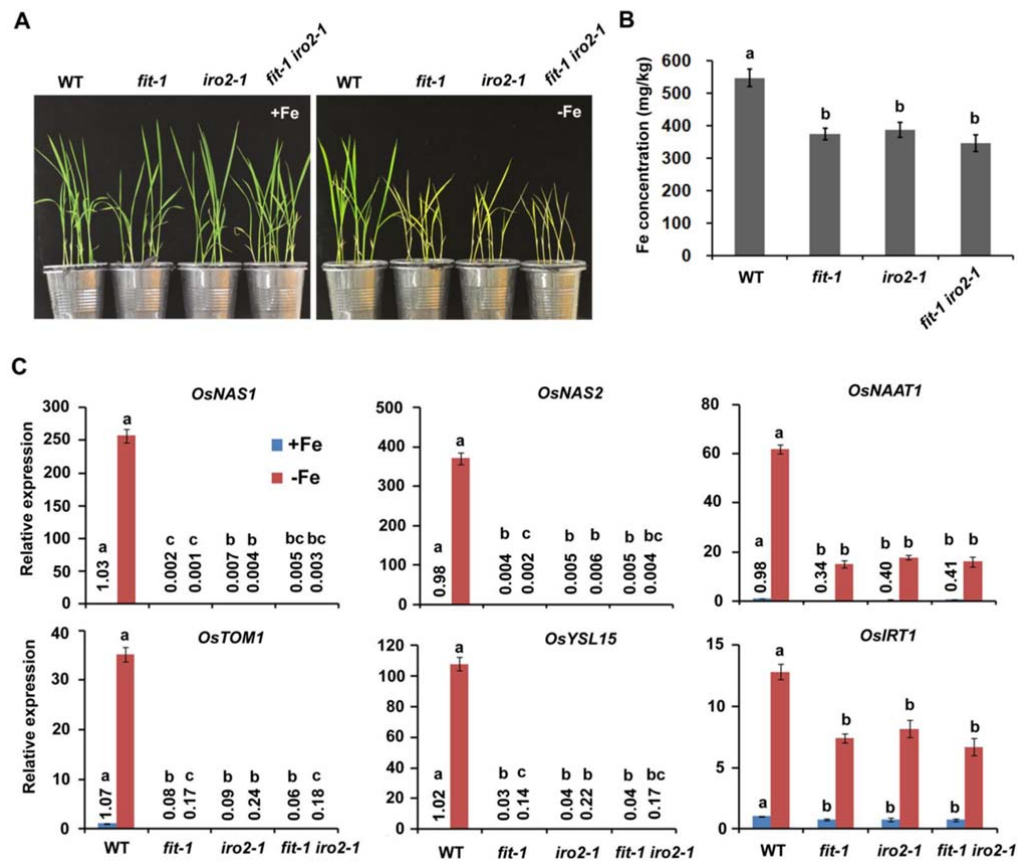 A
WT fit-1 iro2-1 fit-1 iro2-1 WT fit-1 iro2-1 fit-1 iro2-1
+Fe -Fe
B
Fe concentration (mg/kg)
600
500
400
300
200
100
0
a b b b
WT fit-1 iro2-1 fit-1 iro2-1
C
OsNAS1
Relative expression
300
250
200
150
100
50
0
+Fe
-Fe
a a c c b b bc bc
1.03 0.002 0.001 0.007 0.004 0.005 0.003
OsNAS2
500
400
300
200
100
0
a a b c b b b bc
0.98 0.004 0.002 0.005 0.006 0.005 0.004
OsNAAT1
80
60
40
20
0
a a b b b b b b
0.98 0.34 0.40 0.41
OsTOM1
Relative expression
40
30
20
10
0
a a b c b b b c
1.07 0.08 0.17 0.09 0.24 0.06 0.18
WT fit-1 iro2-1 fit-1 iro2-1
OsYSL15
120
100
80
60
40
20
0
a a b c b b b bc
1.02 0.03 0.14 0.04 0.22 0.04 0.17
WT fit-1 iro2-1 fit-1 iro2-1
OsIRT1
15
10
5
0
a a b b b b b b
WT fit-1 iro2-1 fit-1 iro2-1